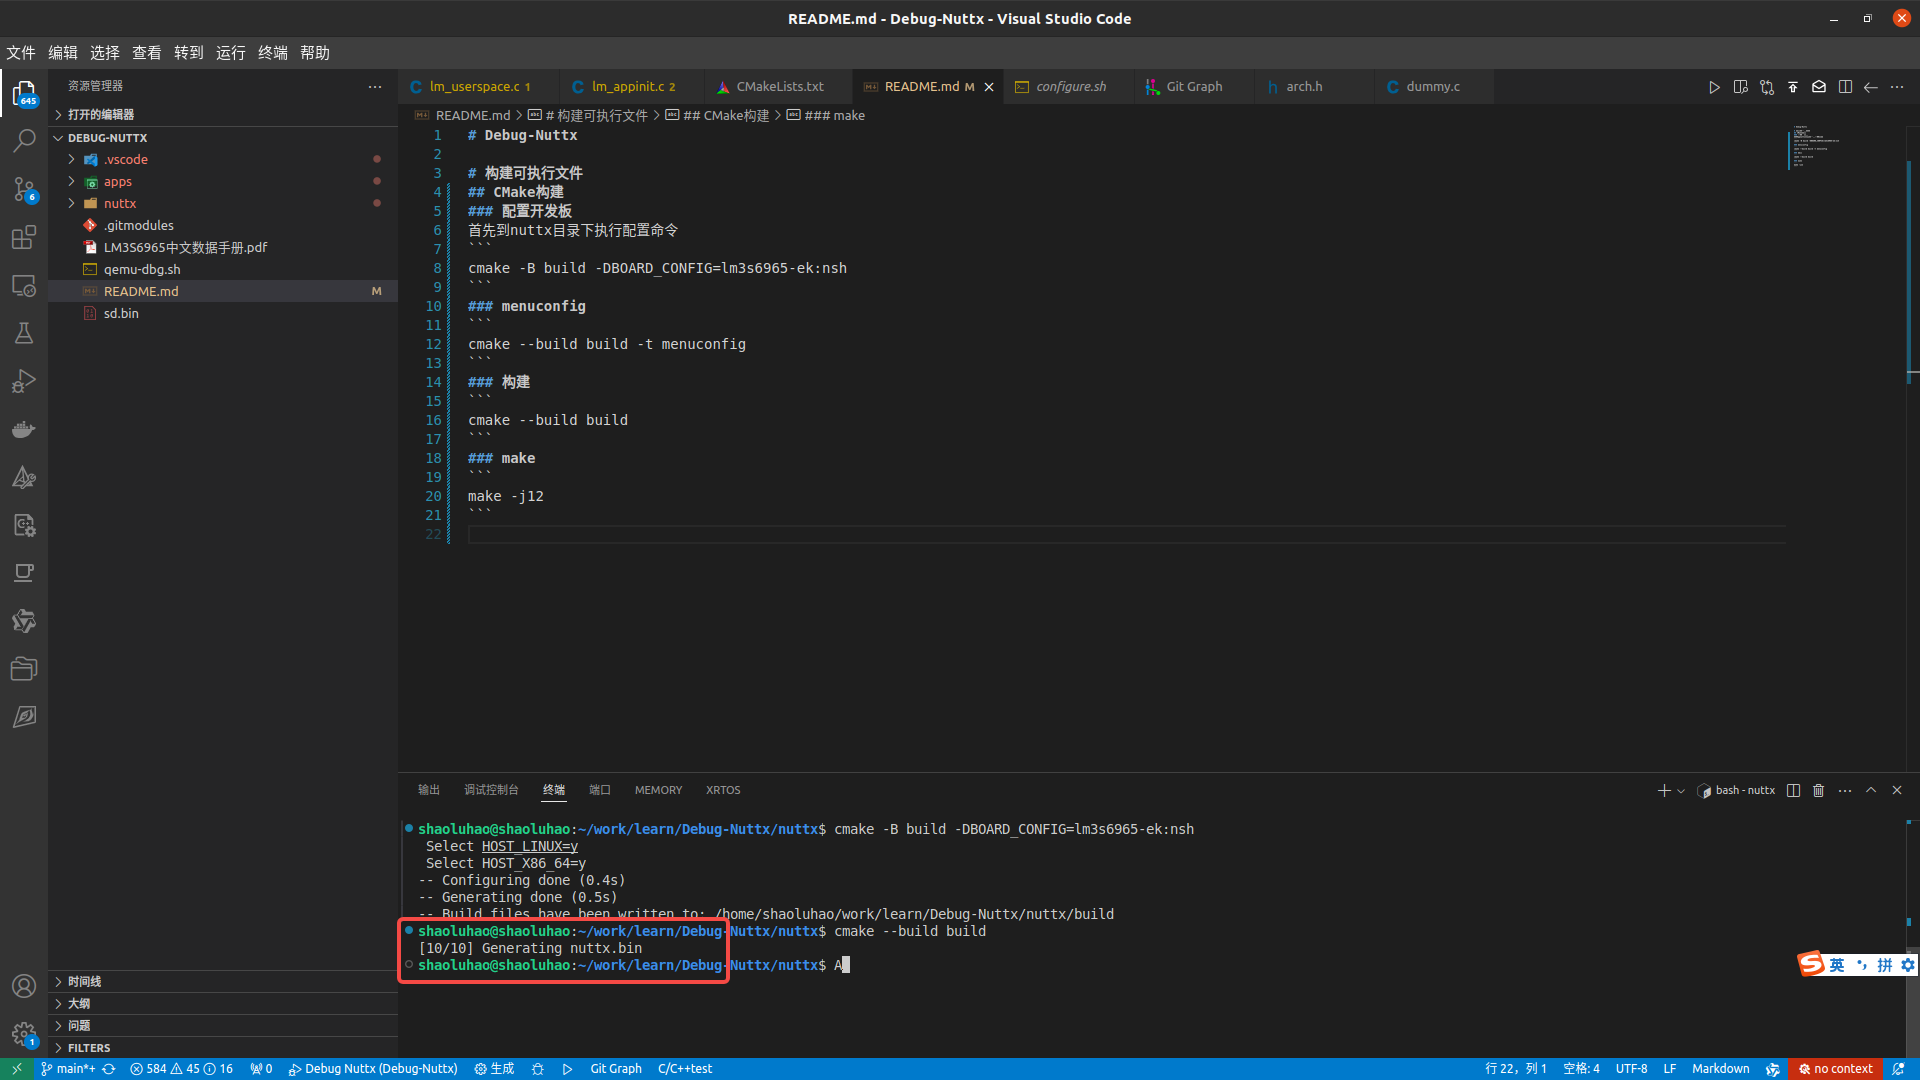 README.md - Debug-Nuttx - Visual Studio Code
文件 编辑 选择 查看 转到 运行 终端 帮助
645
6
1
资源管理器
打开的编辑器
DEBUG-NUTTX
.vscode
apps
nuttx
.gitmodules
LM3S6965中文数据手册.pdf
qemu-dbg.sh
README.md M
sd.bin
时间线
大纲
问题
FILTERS
lm_userspace.c 1 lm_appinit.c 2 CMakeLists.txt README.md M configure.sh Git Graph arch.h dummy.c
README.md > # 构建可执行文件 > ## CMake构建 > ### make
1 # Debug-Nuttx
2
3 # 构建可执行文件
4 ## CMake构建
5 ### 配置开发板
6 首先到nuttx目录下执行配置命令
7 ```
8 cmake -B build -DBOARD_CONFIG=lm3s6965-ek:nsh
9 ```
10 ### menuconfig
11 ```
12 cmake --build build -t menuconfig
13 ```
14 ### 构建
15 ```
16 cmake --build build
17 ```
18 ### make
19 ```
20 make -j12
21 ```
22
输出 调试控制台 终端 端口 MEMORY XRTOS
bash - nuttx
shaoluhao@shaoluhao:~/work/learn/Debug-Nuttx/nuttx$ cmake -B build -DBOARD_CONFIG=lm3s6965-ek:nsh
Select HOST_LINUX=y
Select HOST_X86_64=y
-- Configuring done (0.4s)
-- Generating done (0.5s)
-- Build files have been written to: /home/shaoluhao/work/learn/Debug-Nuttx/nuttx/build
shaoluhao@shaoluhao:~/work/learn/Debug-Nuttx/nuttx$ cmake --build build
[10/10] Generating nuttx.bin
shaoluhao@shaoluhao:~/work/learn/Debug-Nuttx/nuttx$ A
英 拼
main*+ 584 45 16 0 Debug Nuttx (Debug-Nuttx) 生成 Git Graph C/C++test
行 22，列 1 空格: 4 UTF-8 LF Markdown no context